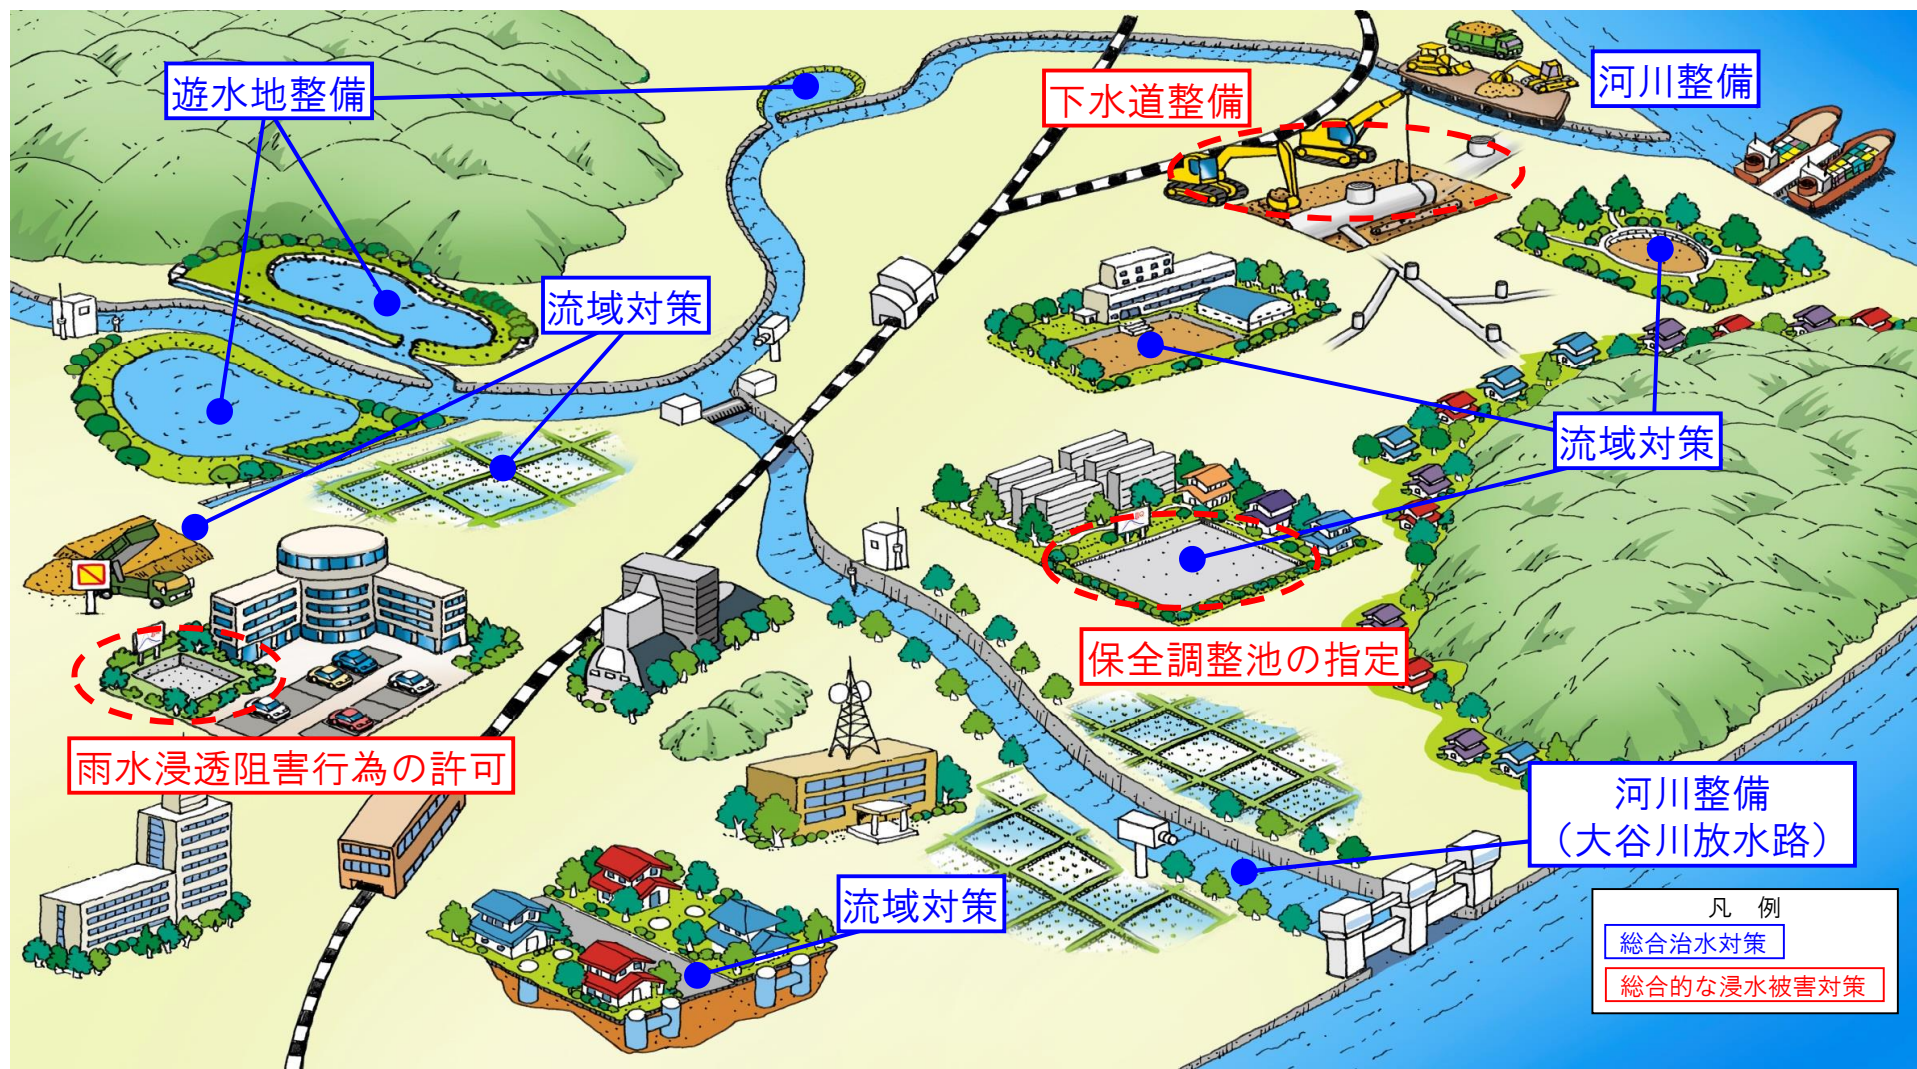 遊水地整備
下水道整備
河川整備
流域対策
流域対策
保全調整池の指定
雨水浸透阻害行為の許可
河川整備
（大谷川放水路）
流域対策
凡　例
総合治水対策
総合的な浸水被害対策